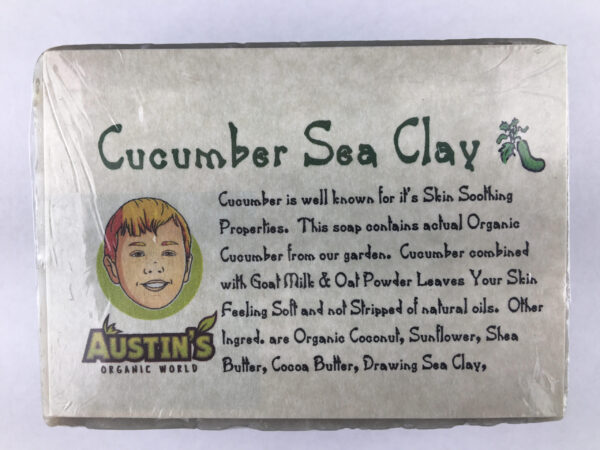 Cucumber Sea Clay
Cucumber is well known for it's Skin Soothing
Properties. This soap contains actual Organic
Cucumber from our garden. Cucumber combined
with Goat Milk & Oat Powder Leaves Your Skin
Feeling Soft and not Stripped of natural oils. Other
Ingred. are Organic Coconut, Sunflower, Shea
Butter, Cocoa Butter, Drawing Sea Clay,
AUSTIN'S
ORGANIC WORLD